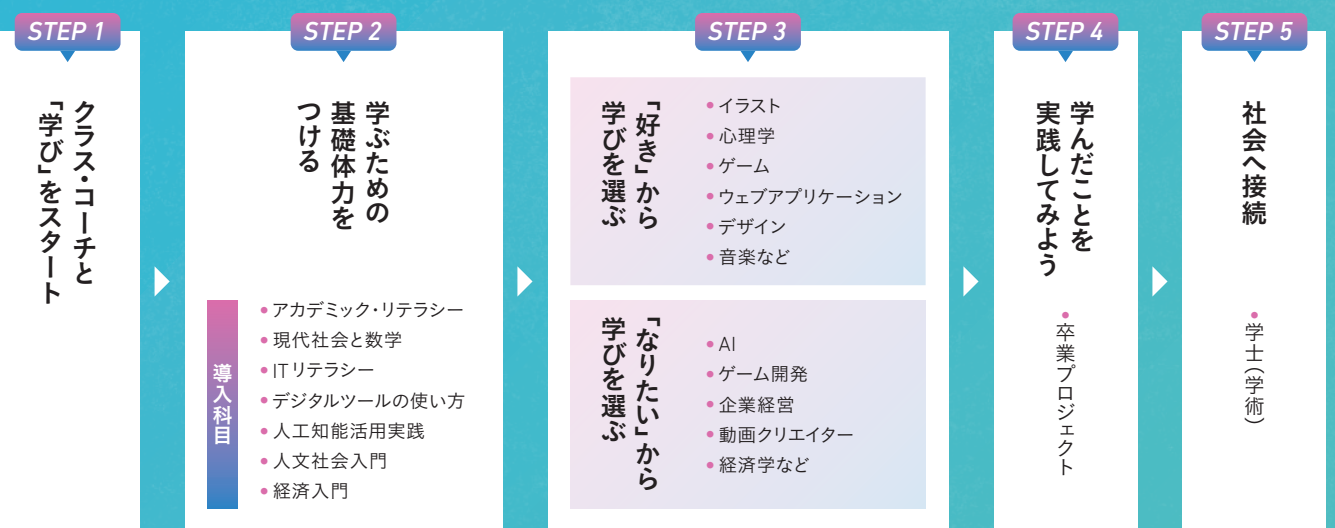 STEP 1
クラス・コーチと
「学び」をスタート
STEP 2
学ぶための
基礎体力を
つける
導入科目
•アカデミック・リテラシー
•現代社会と数学
•ITリテラシー
•デジタルツールの使い方
•人工知能活用実践
•人文社会入門
•経済入門
STEP 3
「好き」から
学びを選ぶ
•イラスト
•心理学
•ゲーム
•ウェブアプリケーション
•デザイン
•音楽など
「なりたい」から
学びを選ぶ
•AI
•ゲーム開発
•企業経営
•動画クリエイター
•経済学など
STEP 4
学んだことを
実践してみよう
•卒業プロジェクト
STEP 5
社会へ接続
•学士（学術）